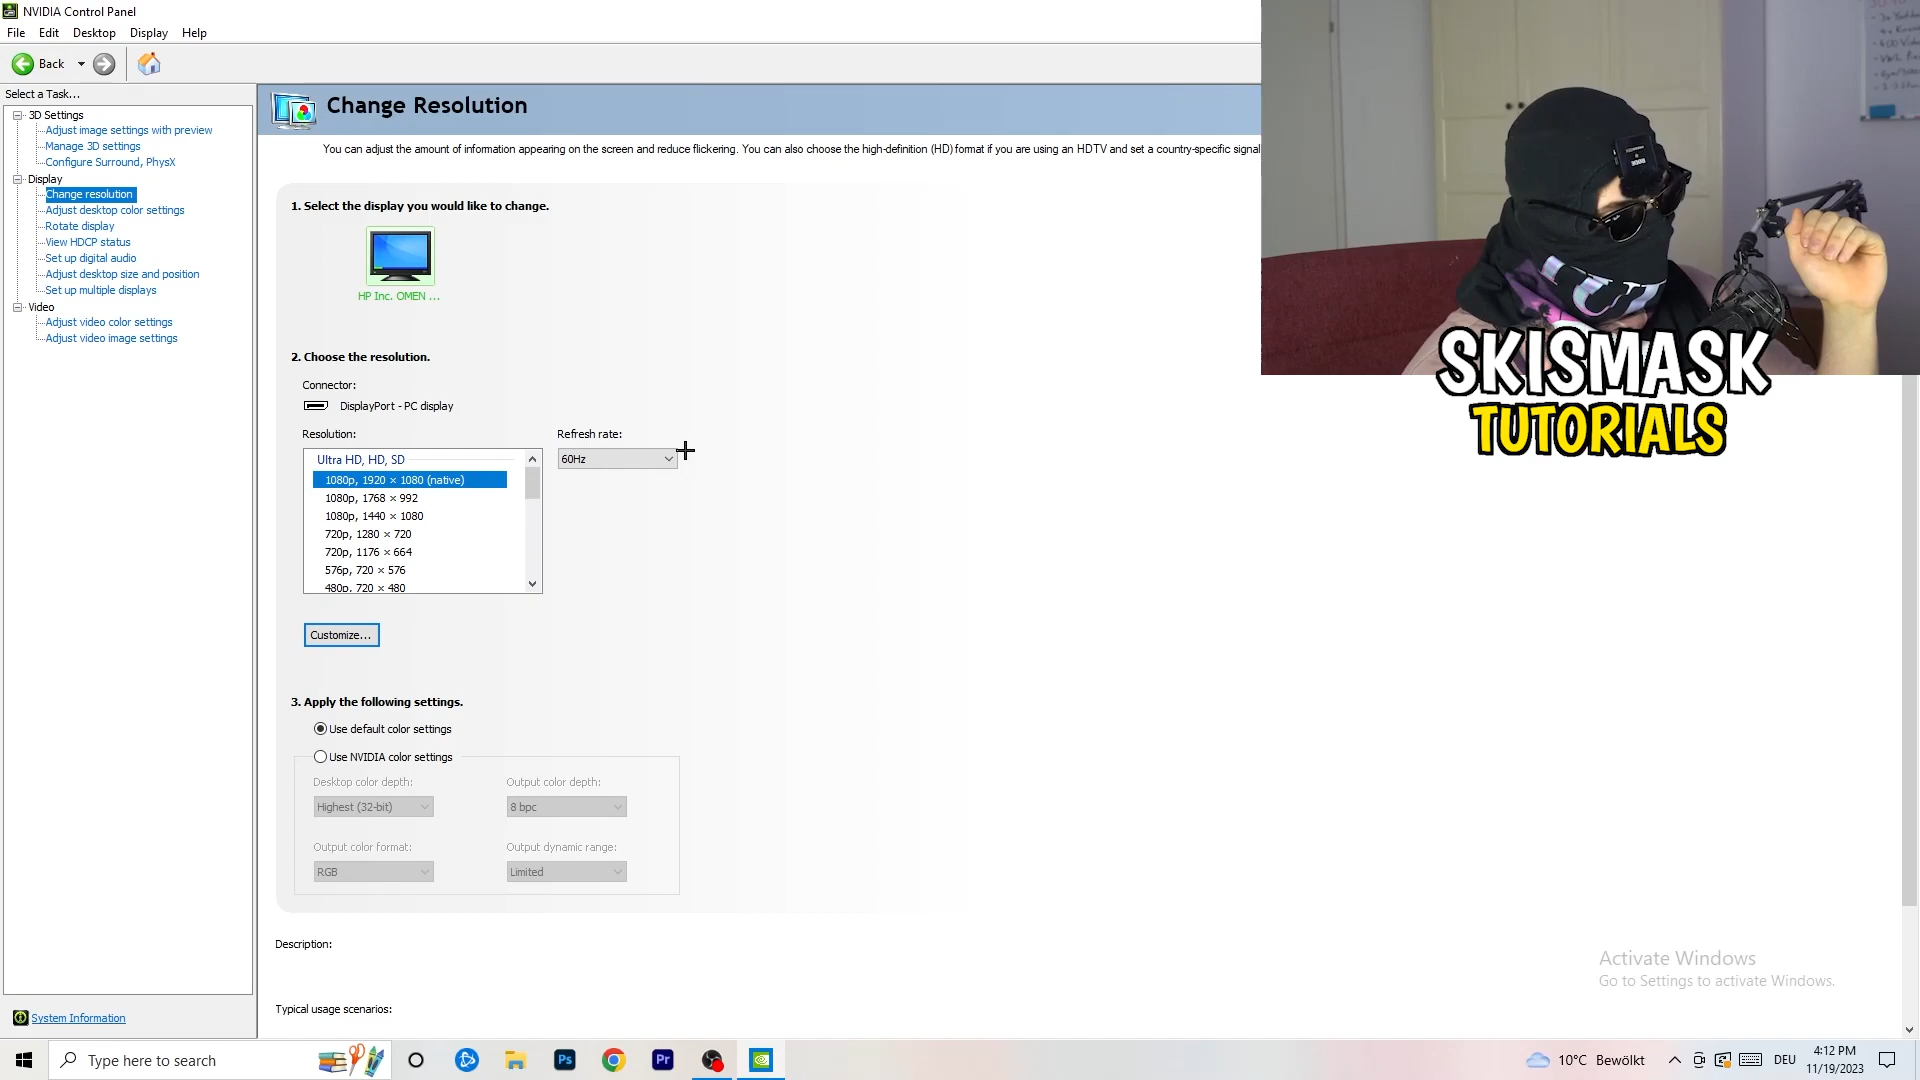 NVIDIA Control Panel
File Edit Desktop Display Help
Back
Select a Task...
3D Settings
Adjust image settings with preview
Manage 3D settings
Configure Surround, PhysX
Display
Change resolution
Adjust desktop color settings
Rotate display
View HDCP status
Set up digital audio
Adjust desktop size and position
Set up multiple displays
Video
Adjust video color settings
Adjust video image settings
System Information
Change Resolution
You can adjust the amount of information appearing on the screen and reduce flickering. You can also choose the high-definition (HD) format if you are using an HDTV and set a country-specific signal
1. Select the display you would like to change.
HP Inc. OMEN ...
2. Choose the resolution.
Connector:
DisplayPort - PC display
Resolution:
Refresh rate:
Ultra HD, HD, SD
60Hz
1080p, 1920 × 1080 (native)
1080p, 1768 × 992
1080p, 1440 × 1080
720p, 1280 × 720
720p, 1176 × 664
576p, 720 × 576
480p, 720 × 480
Customize...
3. Apply the following settings.
Use default color settings
Use NVIDIA color settings
Desktop color depth:
Output color depth:
Highest (32-bit)
8 bpc
Output color format:
Output dynamic range:
RGB
Limited
Description:
Typical usage scenarios:
SKISMASK
TUTORIALS
Activate Windows
Go to Settings to activate Windows.
Type here to search
Ps
Pr
10°C Bewölkt
DEU
4:12 PM
11/19/2023